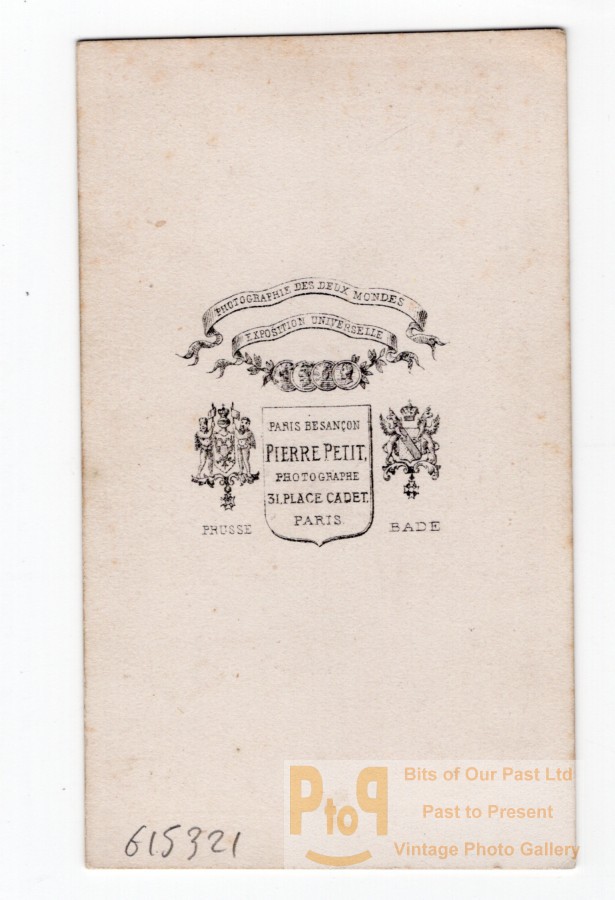 PHOTOGRAPHIE DES DEUX MONDES
EXPOSITION UNIVERSELLE
PARIS BESANÇON
PIERRE PETIT,
PHOTOGRAPHE
31, PLACE CADET.
PARIS.
PRUSSE
BADE
615321
PtoP
Bits of Our Past Ltd
Past to Present
Vintage Photo Gallery